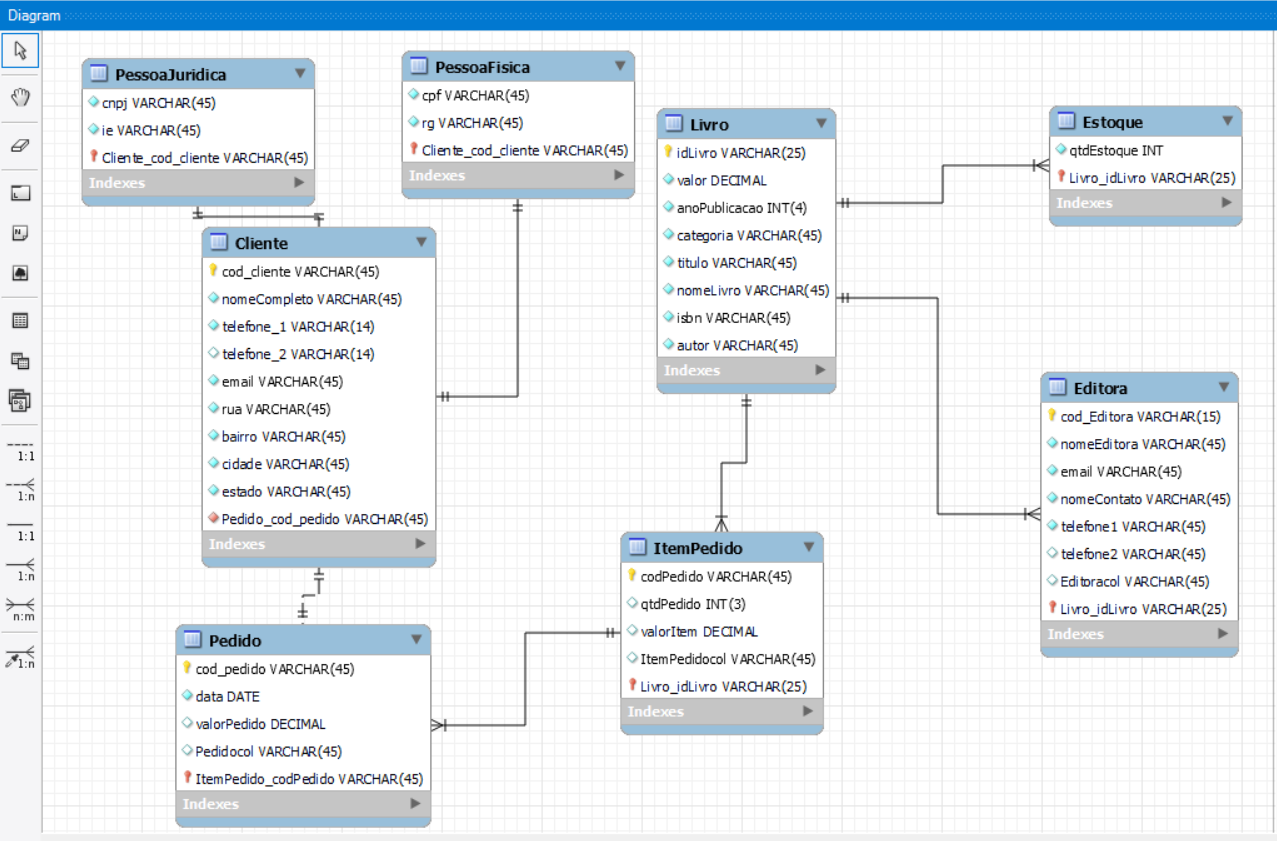 Diagram
PessoaJuridica
cnpj VARCHAR(45)
ie VARCHAR(45)
Cliente_cod_cliente VARCHAR(45)
Indexes
PessoaFisica
cpf VARCHAR(45)
rg VARCHAR(45)
Cliente_cod_cliente VARCHAR(45)
Indexes
Livro
idLivro VARCHAR(25)
valor DECIMAL
anoPublicacao INT(4)
categoria VARCHAR(45)
titulo VARCHAR(45)
nomeLivro VARCHAR(45)
isbn VARCHAR(45)
autor VARCHAR(45)
Indexes
Estoque
qtdEstoque INT
Livro_idLivro VARCHAR(25)
Indexes
Cliente
cod_cliente VARCHAR(45)
nomeCompleto VARCHAR(45)
telefone_1 VARCHAR(14)
telefone_2 VARCHAR(14)
email VARCHAR(45)
rua VARCHAR(45)
bairro VARCHAR(45)
cidade VARCHAR(45)
estado VARCHAR(45)
Pedido_cod_pedido VARCHAR(45)
Indexes
Editora
cod_Editora VARCHAR(15)
nomeEditora VARCHAR(45)
email VARCHAR(45)
nomeContato VARCHAR(45)
telefone1 VARCHAR(45)
telefone2 VARCHAR(45)
Editoracol VARCHAR(45)
Livro_idLivro VARCHAR(25)
Indexes
ItemPedido
codPedido VARCHAR(45)
qtdPedido INT(3)
valorItem DECIMAL
ItemPedidocol VARCHAR(45)
Livro_idLivro VARCHAR(25)
Indexes
Pedido
cod_pedido VARCHAR(45)
data DATE
valorPedido DECIMAL
Pedidocol VARCHAR(45)
ItemPedido_codPedido VARCHAR(45)
Indexes
1:1
1:n
1:1
1:n
n:m
1:n